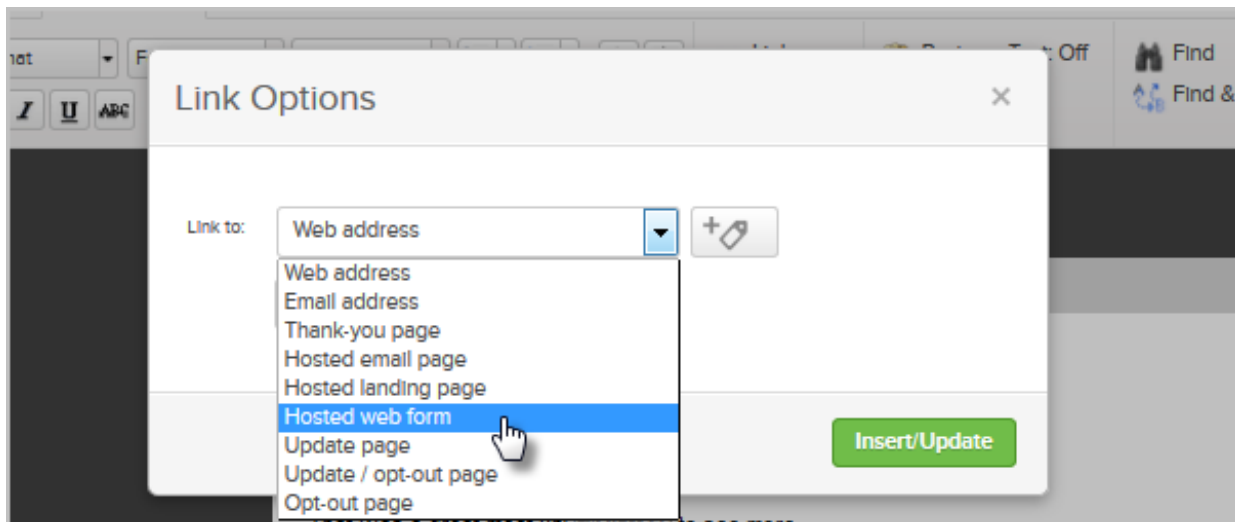 Off
Find
I U ABC
Find &
Link Options
×
Link to:
Web address
Web address
Email address
Thank-you page
Hosted email page
Hosted landing page
Hosted web form
Update page
Update / opt-out page
Opt-out page
Insert/Update